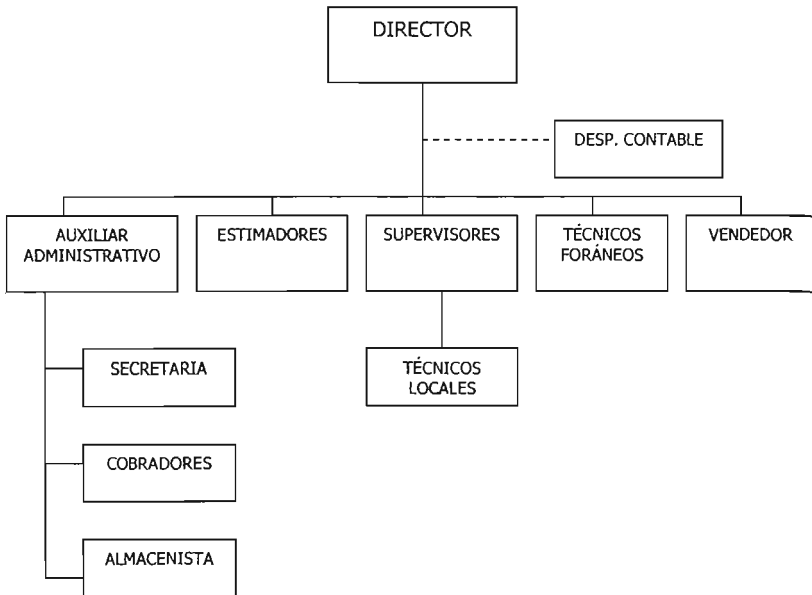 DIRECTOR
DESP. CONTABLE
AUXILIAR
ADMINISTRATIVO
ESTIMADORES
SUPERVISORES
TÉCNICOS
FORÁNEOS
VENDEDOR
SECRETARIA
TÉCNICOS
LOCALES
COBRADORES
ALMACENISTA